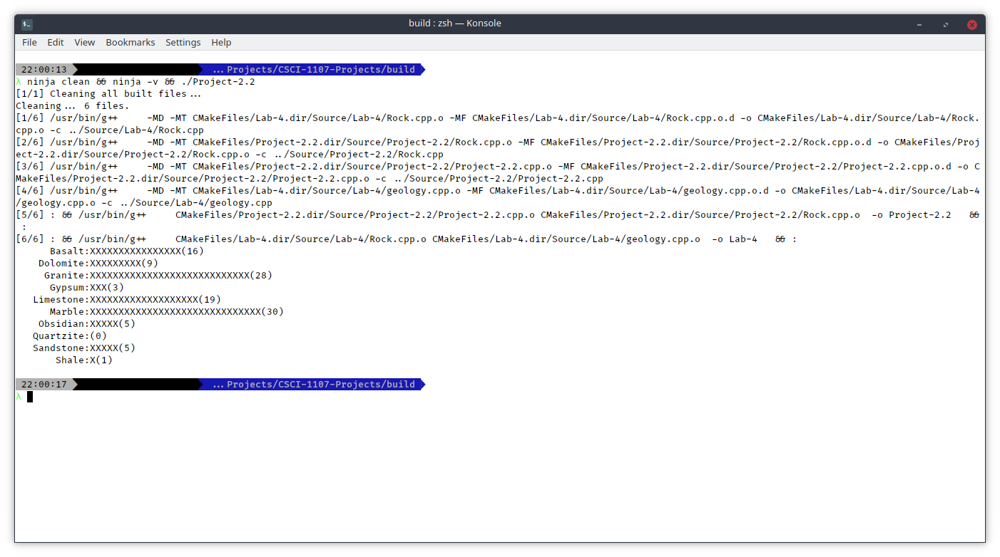 build : zsh — Konsole
File Edit View Bookmarks Settings Help
22:00:13 ... Projects/CSCI-1107-Projects/build
λ ninja clean && ninja -v && ./Project-2.2
[1/1] Cleaning all built files...
Cleaning... 6 files.
[1/6] /usr/bin/g++     -MD -MT CMakeFiles/Lab-4.dir/Source/Lab-4/Rock.cpp.o -MF CMakeFiles/Lab-4.dir/Source/Lab-4/Rock.cpp.o.d -o CMakeFiles/Lab-4.dir/Source/Lab-4/Rock.
cpp.o -c ../Source/Lab-4/Rock.cpp
[2/6] /usr/bin/g++     -MD -MT CMakeFiles/Project-2.2.dir/Source/Project-2.2/Rock.cpp.o -MF CMakeFiles/Project-2.2.dir/Source/Project-2.2/Rock.cpp.o.d -o CMakeFiles/Proj
ect-2.2.dir/Source/Project-2.2/Rock.cpp.o -c ../Source/Project-2.2/Rock.cpp
[3/6] /usr/bin/g++     -MD -MT CMakeFiles/Project-2.2.dir/Source/Project-2.2/Project-2.2.cpp.o -MF CMakeFiles/Project-2.2.dir/Source/Project-2.2/Project-2.2.cpp.o.d -o C
MakeFiles/Project-2.2.dir/Source/Project-2.2/Project-2.2.cpp.o -c ../Source/Project-2.2/Project-2.2.cpp
[4/6] /usr/bin/g++     -MD -MT CMakeFiles/Lab-4.dir/Source/Lab-4/geology.cpp.o -MF CMakeFiles/Lab-4.dir/Source/Lab-4/geology.cpp.o.d -o CMakeFiles/Lab-4.dir/Source/Lab-4
/geology.cpp.o -c ../Source/Lab-4/geology.cpp
[5/6] : && /usr/bin/g++     CMakeFiles/Project-2.2.dir/Source/Project-2.2/Project-2.2.cpp.o CMakeFiles/Project-2.2.dir/Source/Project-2.2/Rock.cpp.o  -o Project-2.2   &&
 :
[6/6] : && /usr/bin/g++     CMakeFiles/Lab-4.dir/Source/Lab-4/Rock.cpp.o CMakeFiles/Lab-4.dir/Source/Lab-4/geology.cpp.o  -o Lab-4   && :
      Basalt:XXXXXXXXXXXXXXXX(16)
    Dolomite:XXXXXXXXX(9)
     Granite:XXXXXXXXXXXXXXXXXXXXXXXXXXXX(28)
      Gypsum:XXX(3)
   Limestone:XXXXXXXXXXXXXXXXXXX(19)
      Marble:XXXXXXXXXXXXXXXXXXXXXXXXXXXXXX(30)
    Obsidian:XXXXX(5)
   Quartzite:(0)
   Sandstone:XXXXX(5)
       Shale:X(1)
22:00:17 ... Projects/CSCI-1107-Projects/build
λ